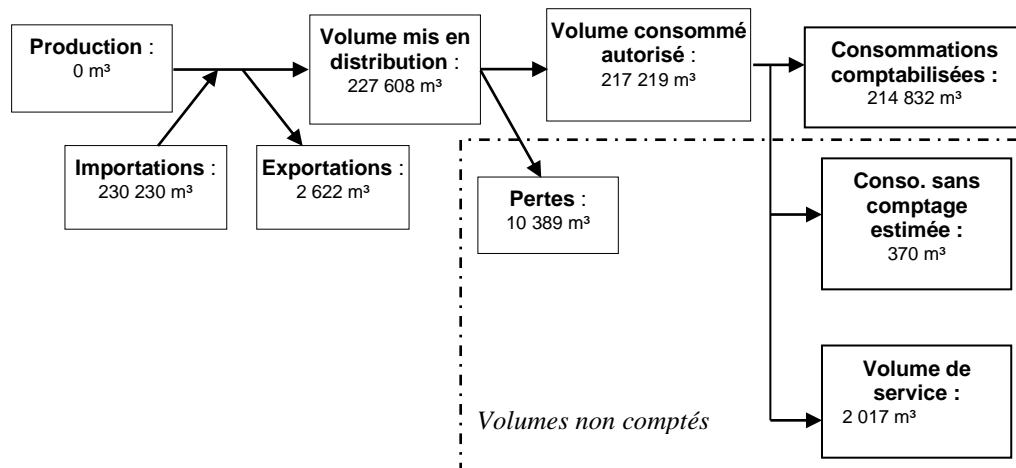 Production :
0 m³
Volume mis en
distribution :
227 608 m³
Volume consommé
autorisé :
217 219 m³
Consommations
comptabilisées :
214 832 m³
Importations :
230 230 m³
Exportations :
2 622 m³
Pertes :
10 389 m³
Conso. sans
comptage
estimée :
370 m³
Volume de
service :
2 017 m³
Volumes non comptés